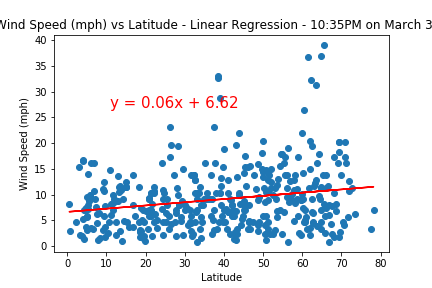 Wind Speed (mph) vs Latitude - Linear Regression - 10:35PM on March 3
40
35
30
25
20
15
10
5
0
Wind Speed (mph)
y = 0.06x + 6.62
0 10 20 30 40 50 60 70 80
Latitude